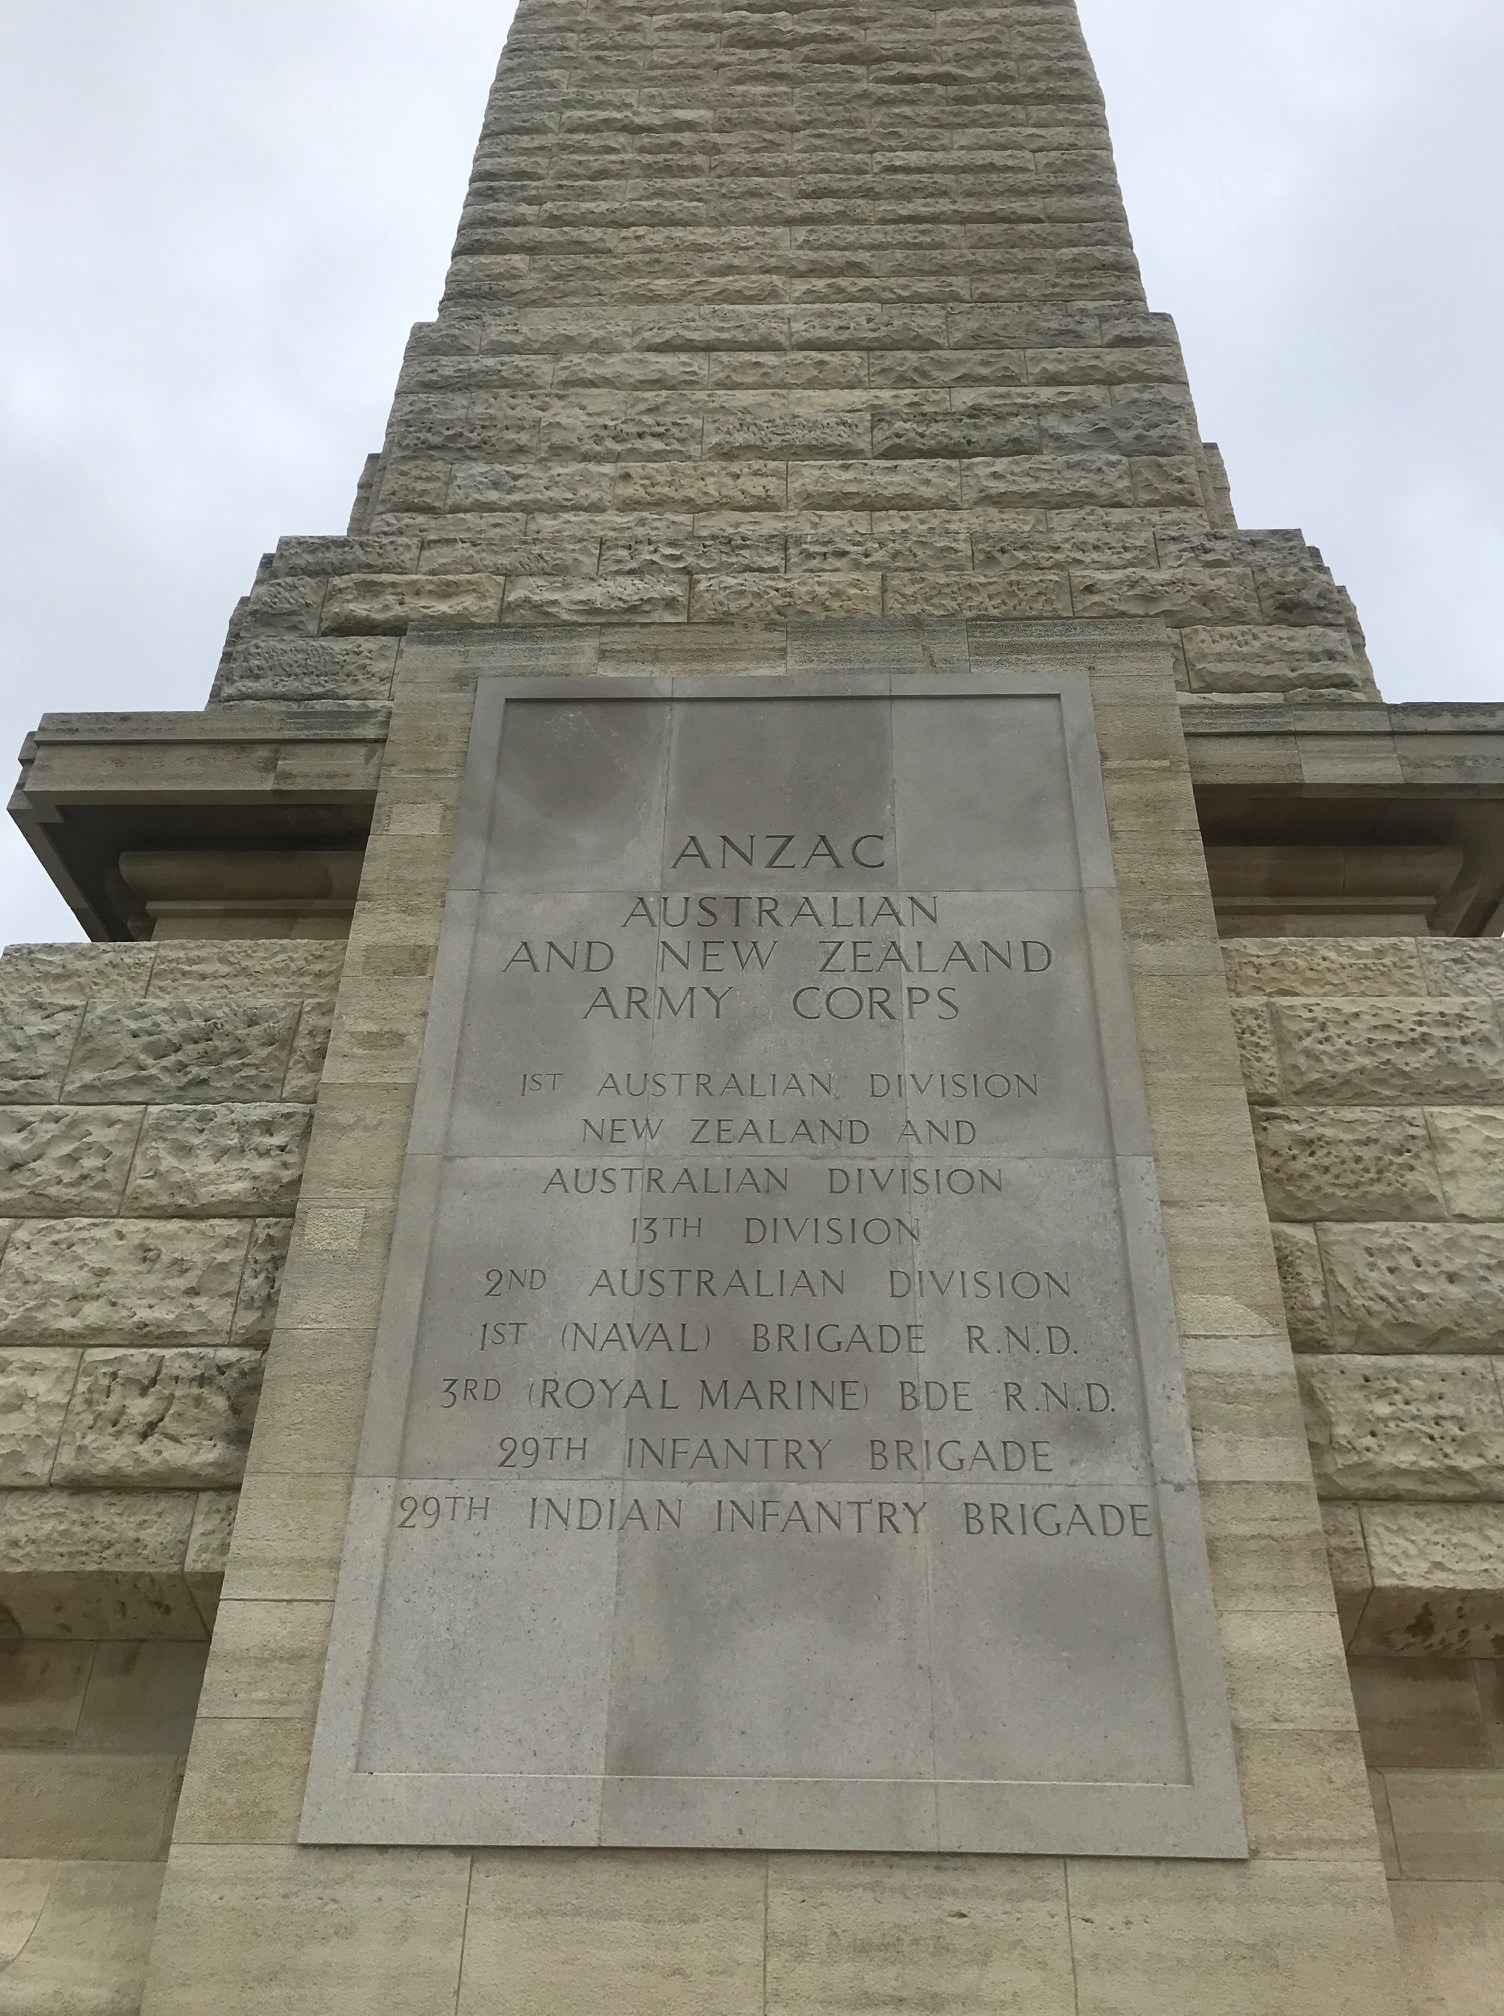 ANZAC
AUSTRALIAN
AND NEW ZEALAND
ARMY CORPS
1ST AUSTRALIAN DIVISION
NEW ZEALAND AND
AUSTRALIAN DIVISION
13TH DIVISION
2ND AUSTRALIAN DIVISION
1ST (NAVAL) BRIGADE R.N.D.
3RD (ROYAL MARINE) BDE R.N.D.
29TH INFANTRY BRIGADE
29TH INDIAN INFANTRY BRIGADE